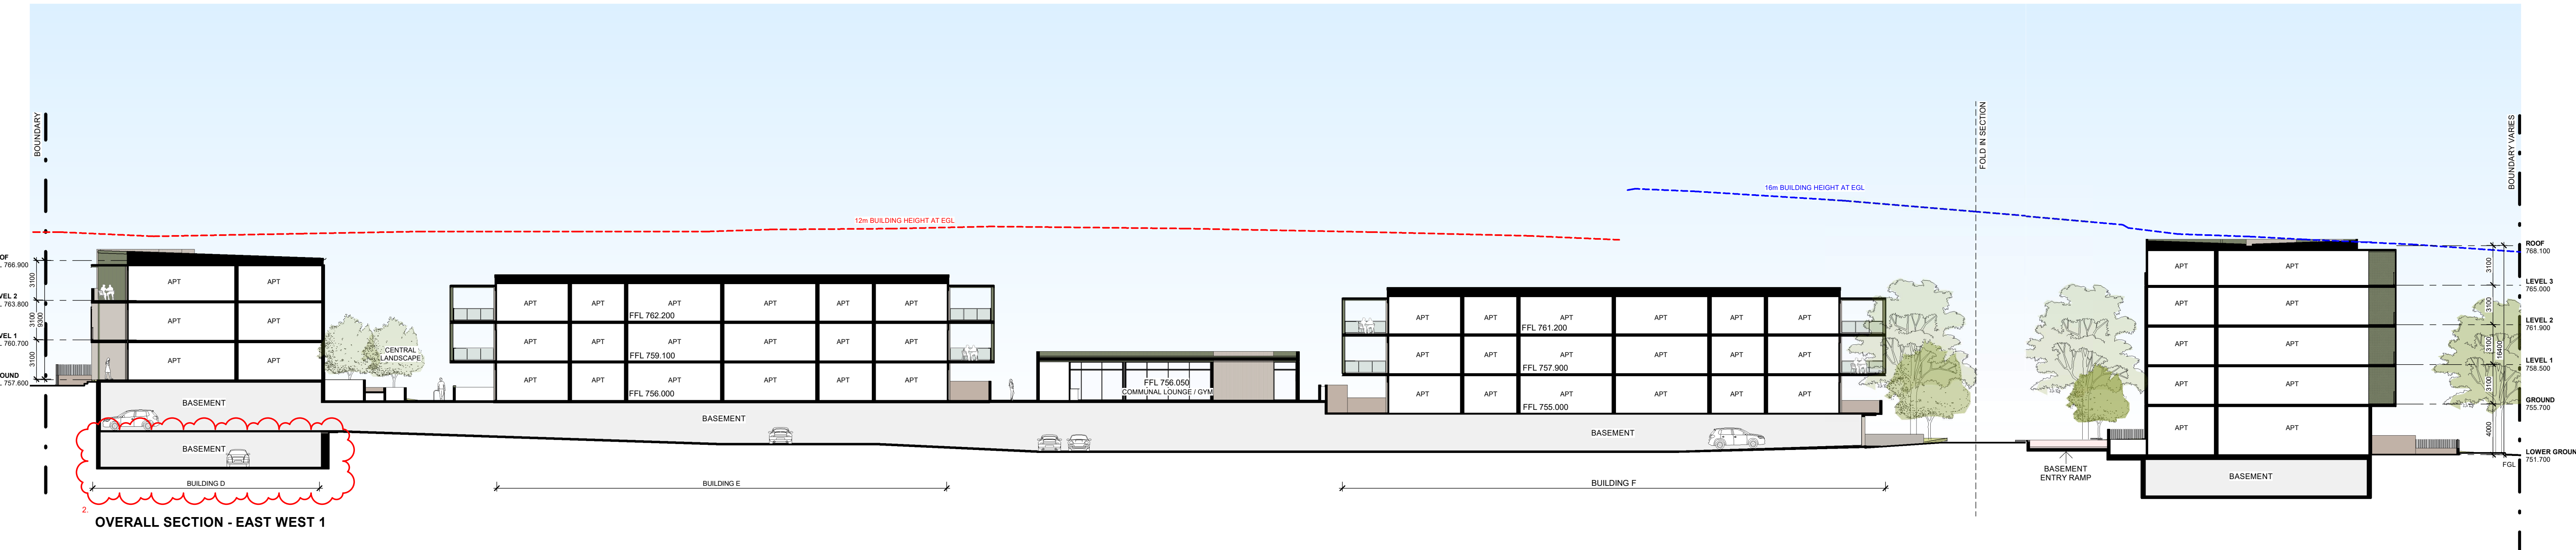 BOUNDARY
OF
L 766.900
VEL 2
L 763.800
VEL 1
L 760.700
OUND
L 757.600
3100
3100
3100
9300
APT APT
APT APT
APT APT
BASEMENT
BASEMENT
BUILDING D
2.
CENTRAL
LANDSCAPE
12m BUILDING HEIGHT AT EGL
APT APT APT APT APT APT
FFL 762.200
APT APT APT APT APT APT
FFL 759.100
APT APT APT APT APT APT
FFL 756.000
BASEMENT
BUILDING E
FFL 756.050
COMMUNAL LOUNGE / GYM
16m BUILDING HEIGHT AT EGL
APT APT APT APT APT APT
FFL 761.200
APT APT APT APT APT APT
FFL 757.900
APT APT APT APT APT APT
FFL 755.000
BASEMENT
BUILDING F
FOLD IN SECTION
BASEMENT
ENTRY RAMP
APT APT
APT APT
APT APT
APT APT
APT APT
BASEMENT
3100
3100
3100
3100
4000
16400
FGL
BOUNDARY VARIES
ROOF
768.100
LEVEL 3
765.000
LEVEL 2
761.900
LEVEL 1
758.500
GROUND
755.700
LOWER GROUN
751.700
OVERALL SECTION - EAST WEST 1